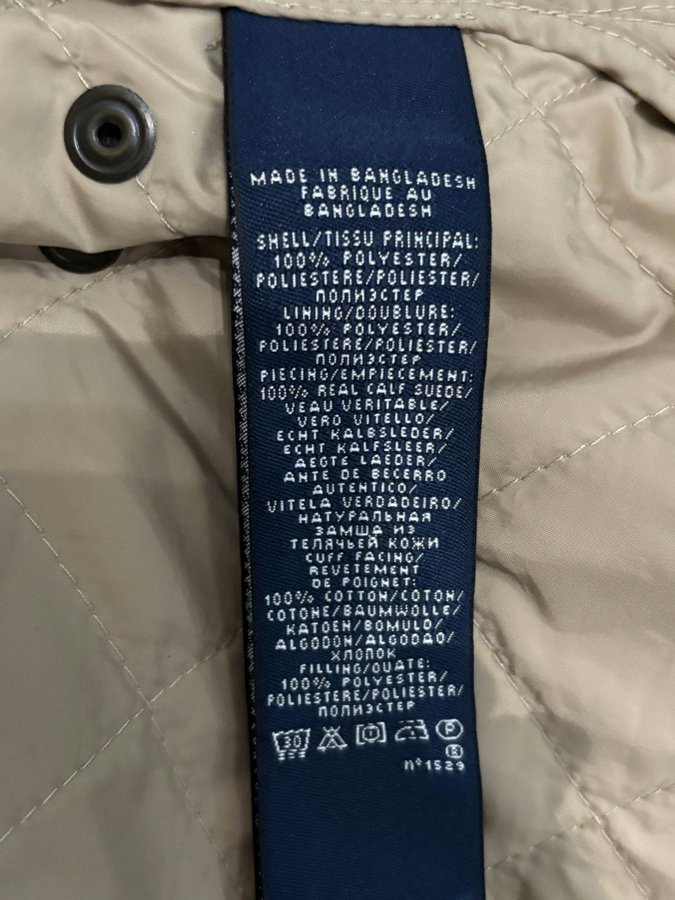 MADE IN BANGLADESH
FABRIQUE AU
BANGLADESH
SHELL/TISSU PRINCIPAL:
100% POLYESTER/
POLIESTERE/POLIESTER/
ПОЛИЭСТЕР
LINING/DOUBLURE:
100% POLYESTER/
POLIESTERE/POLIESTER/
ПОЛИЭСТЕР
PIECING/EMPIECEMENT:
100% REAL CALF SUEDE/
VEAU VERITABLE/
VERO VITELLO/
ECHT KALBSLEDER/
ECHT KALFSLEER/
AEGTE LAEDER/
ANTE DE BECERRO
AUTENTICO/
VITELA VERDADEIRO/
НАТУРАЛЬНАЯ
ЗАМША ИЗ
ТЕЛЯЧЬЕЙ КОЖИ
CUFF FACING/
REVETEMENT
DE POIGNET:
100% COTTON/COTON/
COTONE/BAUMWOLLE/
KATOEN/BOMULD/
ALGODON/ALGODAO/
ХЛОПОК
FILLING/OUATE:
100% POLYESTER/
POLIESTERE/POLIESTER/
ПОЛИЭСТЕР
30 P
R
n°1529